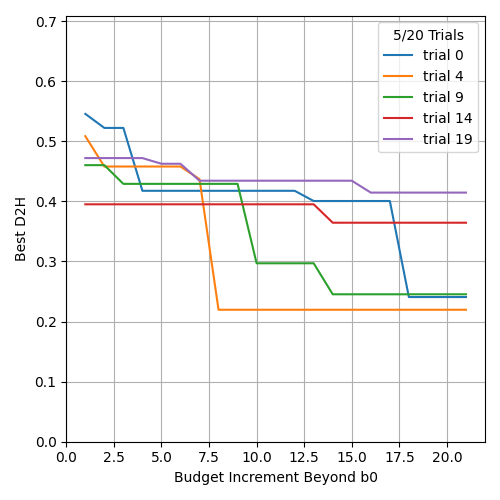 0.7
0.6
0.5
0.4
0.3
0.2
0.1
0.0
Best D2H
5/20 Trials
trial 0
trial 4
trial 9
trial 14
trial 19
0.0 2.5 5.0 7.5 10.0 12.5 15.0 17.5 20.0
Budget Increment Beyond b0